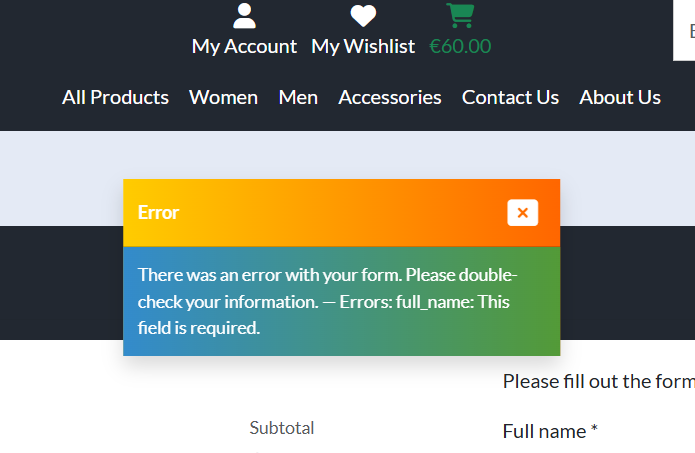 My Account My Wishlist €60.00
All Products Women Men Accessories Contact Us About Us
Error
There was an error with your form. Please double-
check your information. — Errors: full_name: This
field is required.
Please fill out the form
Subtotal
Full name *